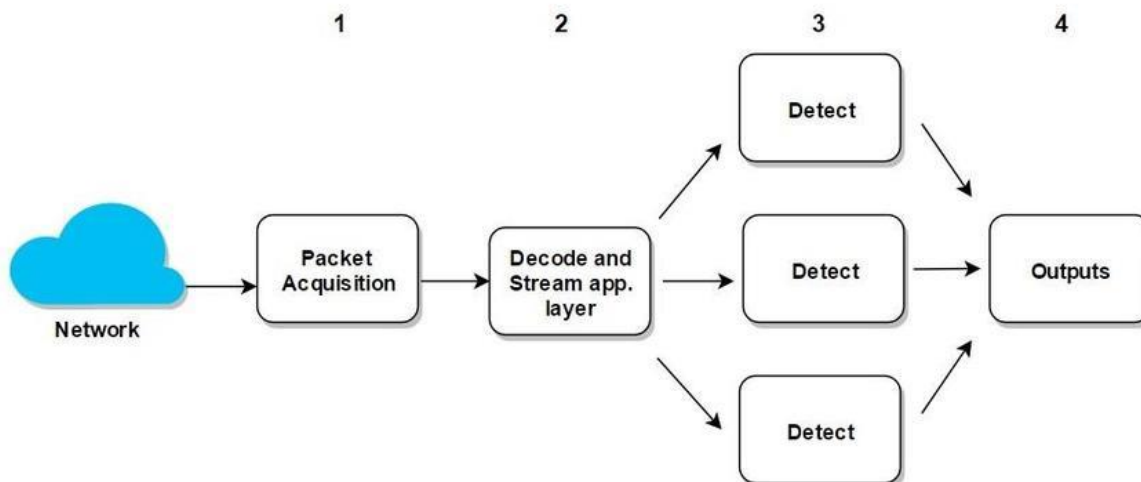 1
2
3
4
Network
Packet
Acquisition
Decode and
Stream app.
layer
Detect
Detect
Detect
Outputs